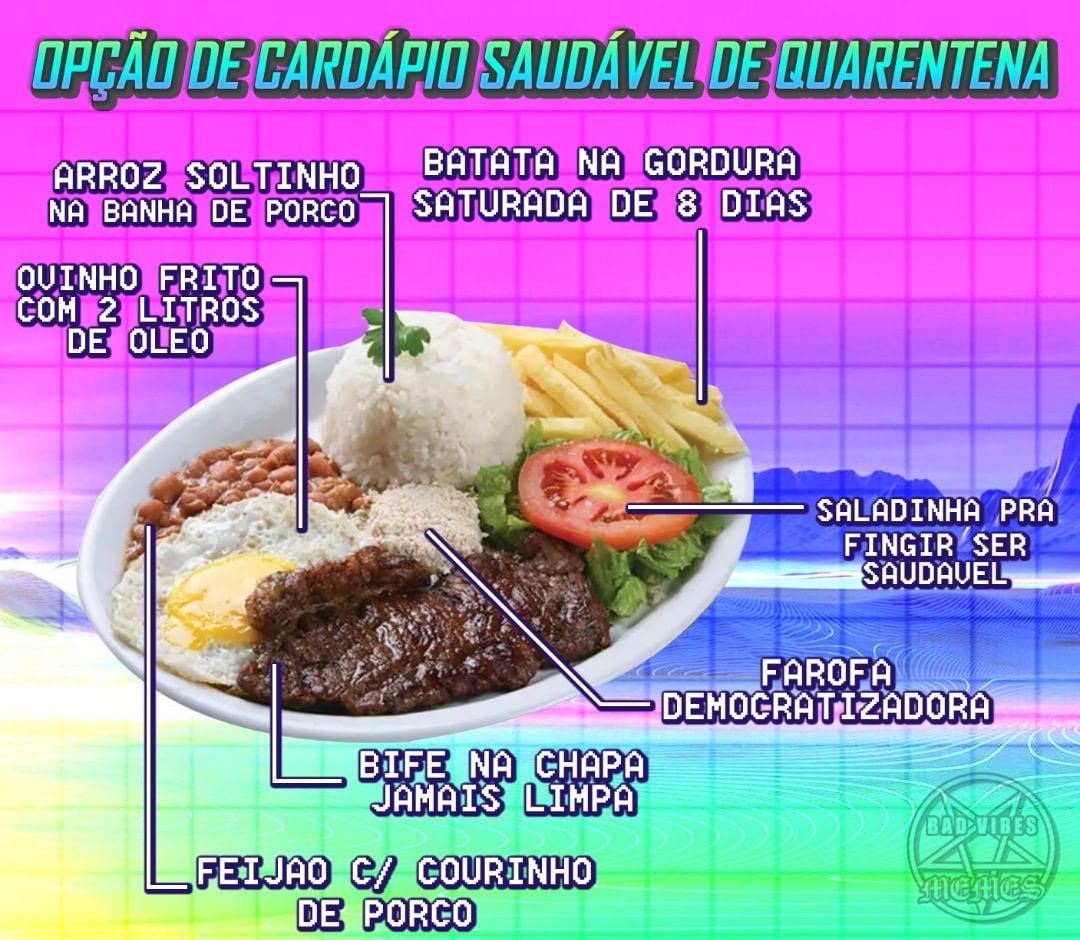 OPÇÃO DE CARDÁPIO SAUDÁVEL DE QUARENTENA
ARROZ SOLTINHO
NA BANHA DE PORCO
BATATA NA GORDURA
SATURADA DE 8 DIAS
OVINHO FRITO
COM 2 LITROS
DE OLEO
SALADINHA PRA
FINGIR SER
SAUDAVEL
FAROFA
DEMOCRATIZADORA
BIFE NA CHAPA
JAMAIS LIMPA
FEIJAO C/ COURINHO
DE PORCO
BAD VIBES
MEMES